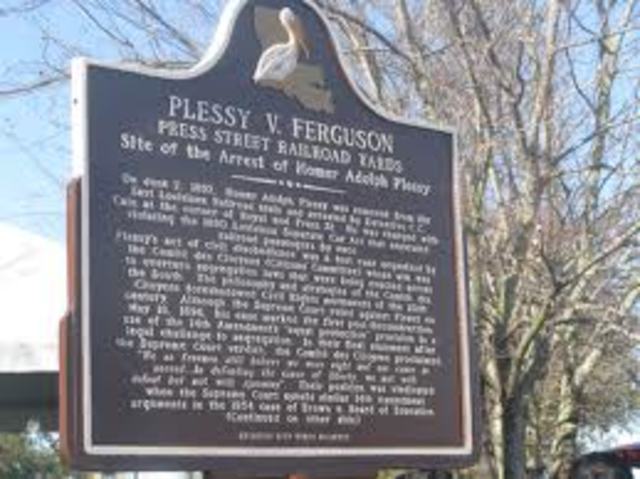 PLESSY V. FERGUSON
PRESS STREET RAILROAD YARDS
Site of the Arrest of Homer Adolph Plessy
On June 7, 1892, Homer Adolph Plessy was removed from the
East Louisiana Railroad train and arrested by Detective C.C.
Cain at the corner of Royal and Press St. He was charged with
violating the 1890 Louisiana Separate Car Act that separated
railroad passengers by race.
Plessy's act of civil disobedience was a test case organized by
the Comité des Citoyens (Citizens' Committee) whose aim was
to overturn segregation laws that were being enacted across
the South. The philosophy and strategies of the Comité des
Citoyens foreshadowed Civil Rights movement of the 20th
century. Although the Supreme Court ruled against Plessy on
May 18, 1896, his case marked the first post-Reconstruction
use of the 14th Amendment's "equal protection" provision in a
legal challenge to segregation. In their final statement after
the Supreme Court verdict, the Comité des Citoyens proclaimed,
"We as freemen, still believe we were right and our cause is
sacred. In defending the cause of liberty, we met with
defeat but not with ignominy." Their position was vindicated
when the Supreme Court upheld similar 14th Amendment
arguments in the 1954 case of Brown v. Board of Education.
(Continued on other side)